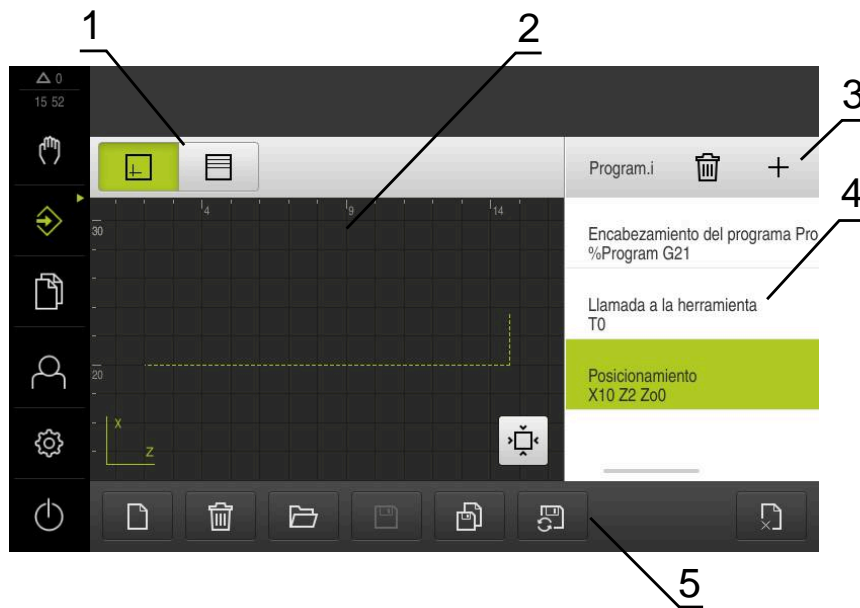 1
2
3
4
5
0
15 52
Program.i
4
9
14
30
20
X
Z
Encabezamiento del programa Pro
%Program G21
Llamada a la herramienta
T0
Posicionamiento
X10 Z2 Zo0